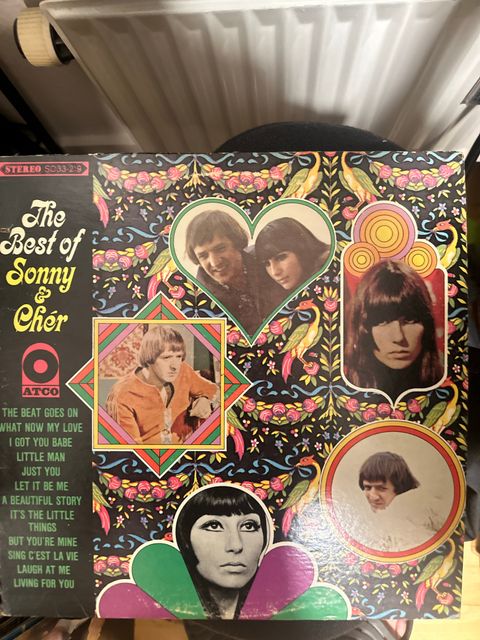 STEREO SD33-219
The
Best of
Sonny
&
Chér
ATCO
THE BEAT GOES ON
WHAT NOW MY LOVE
I GOT YOU BABE
LITTLE MAN
JUST YOU
LET IT BE ME
A BEAUTIFUL STORY
IT'S THE LITTLE
THINGS
BUT YOU'RE MINE
SING C'EST LA VIE
LAUGH AT ME
LIVING FOR YOU